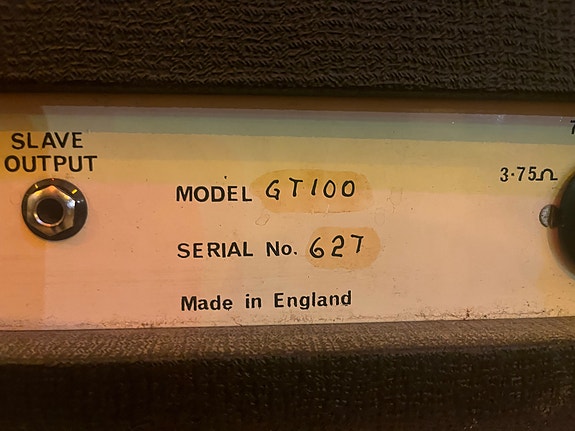 SLAVE
OUTPUT
MODEL GT100
3·75Ω
SERIAL No. 627
Made in England